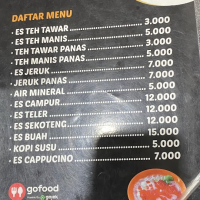 DAFTAR MENU
· ES TEH TAWAR 3.000
· ES TEH MANIS 5.000
· TEH TAWAR PANAS 3.000
· TEH MANIS PANAS 5.000
· ES JERUK 7.000
· JERUK PANAS 7.000
· AIR MINERAL 5.000
· ES CAMPUR 12.000
· ES TELER 12.000
· ES SEKOTENG 12.000
· ES BUAH 15.000
· KOPI SUSU 5.000
· ES CAPPUCINO 7.000
gofood